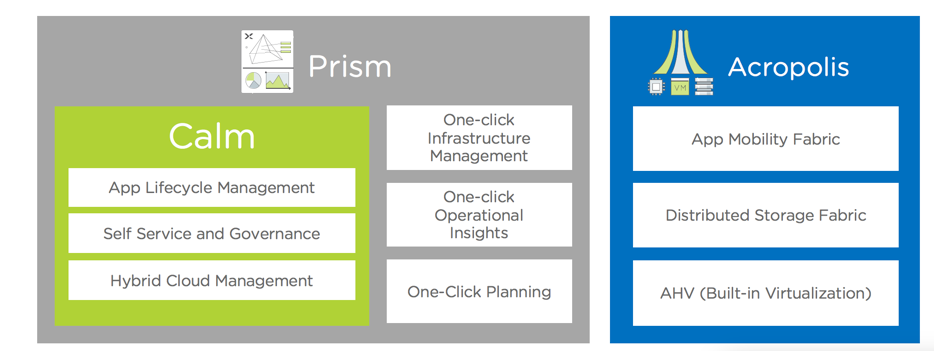 Prism
Calm
App Lifecycle Management
Self Service and Governance
Hybrid Cloud Management
One-click
Infrastructure
Management
One-click
Operational
Insights
One-Click Planning
Acropolis
VM
App Mobility Fabric
Distributed Storage Fabric
AHV (Built-in Virtualization)